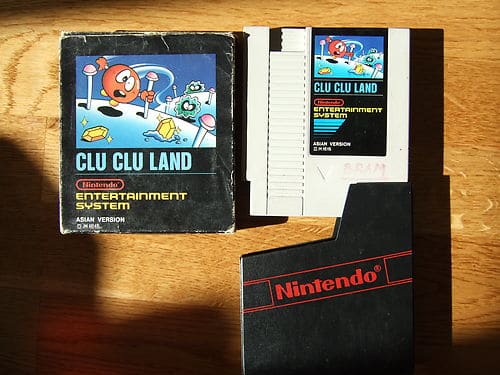 CLU CLU LAND
Nintendo®
ENTERTAINMENT
SYSTEM
ASIAN VERSION
CLU CLU LAND
Nintendo®
ENTERTAINMENT
SYSTEM
ASIAN VERSION
Nintendo®